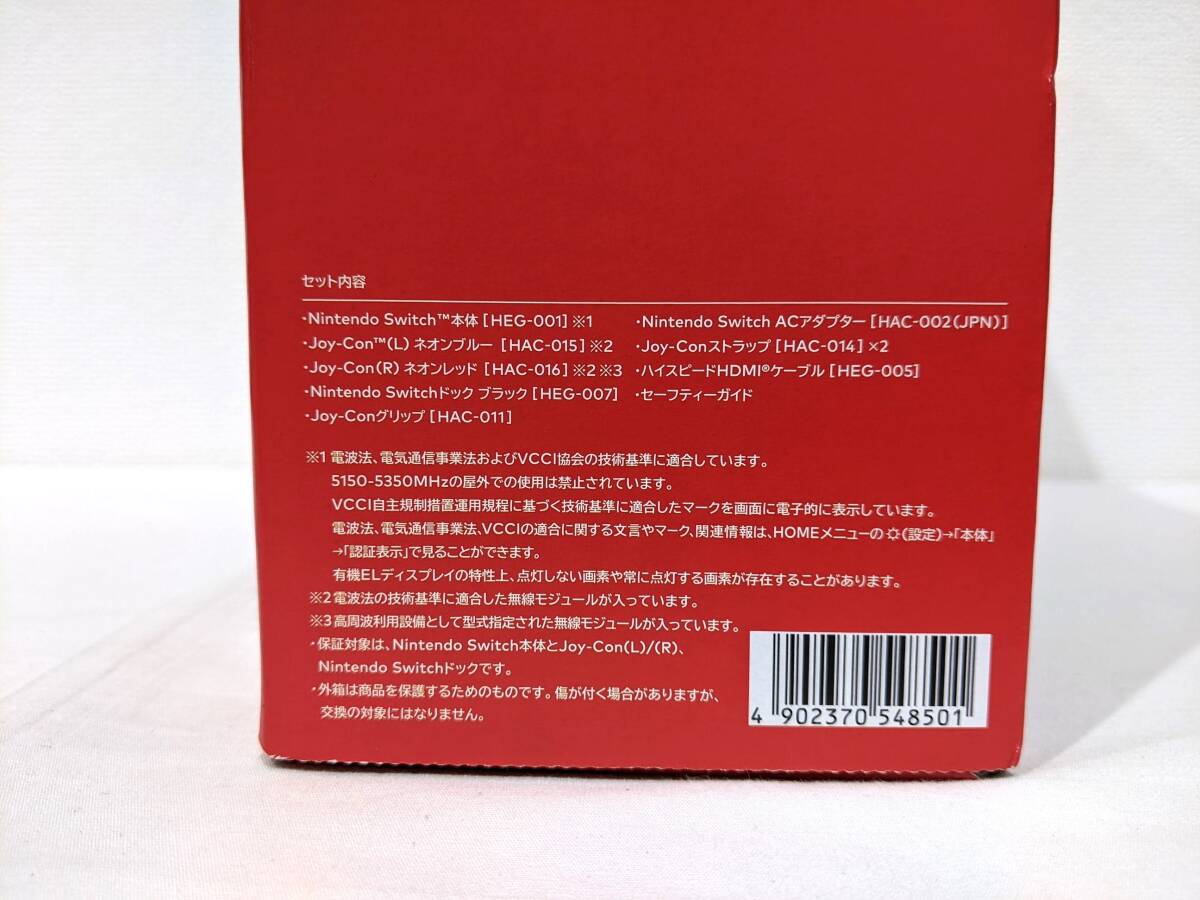 セット内容
・Nintendo Switch™本体 [HEG-001] ※1
・Joy-Con™(L) ネオンブルー [HAC-015] ※2
・Joy-Con(R) ネオンレッド [HAC-016] ※2 ※3
・Nintendo Switchドック ブラック [HEG-007]
・Joy-Conグリップ [HAC-011]
・Nintendo Switch ACアダプター [HAC-002(JPN)]
・Joy-Conストラップ [HAC-014] ×2
・ハイスピードHDMI®ケーブル [HEG-005]
・セーフティーガイド
※1 電波法、電気通信事業法およびVCCI協会の技術基準に適合しています。
5150-5350MHzの屋外での使用は禁止されています。
VCCI自主規制措置運用規程に基づく技術基準に適合したマークを画面に電子的に表示しています。
電波法、電気通信事業法、VCCIの適合に関する文言やマーク、関連情報は、HOMEメニューの☼(設定)→「本体」
→「認証表示」で見ることができます。
有機ELディスプレイの特性上、点灯しない画素や常に点灯する画素が存在することがあります。
※2 電波法の技術基準に適合した無線モジュールが入っています。
※3 高周波利用設備として型式指定された無線モジュールが入っています。
・保証対象は、Nintendo Switch本体とJoy-Con(L)/(R)、
Nintendo Switchドックです。
・外箱は商品を保護するためのものです。傷が付く場合がありますが、
交換の対象にはなりません。
4 902370 548501